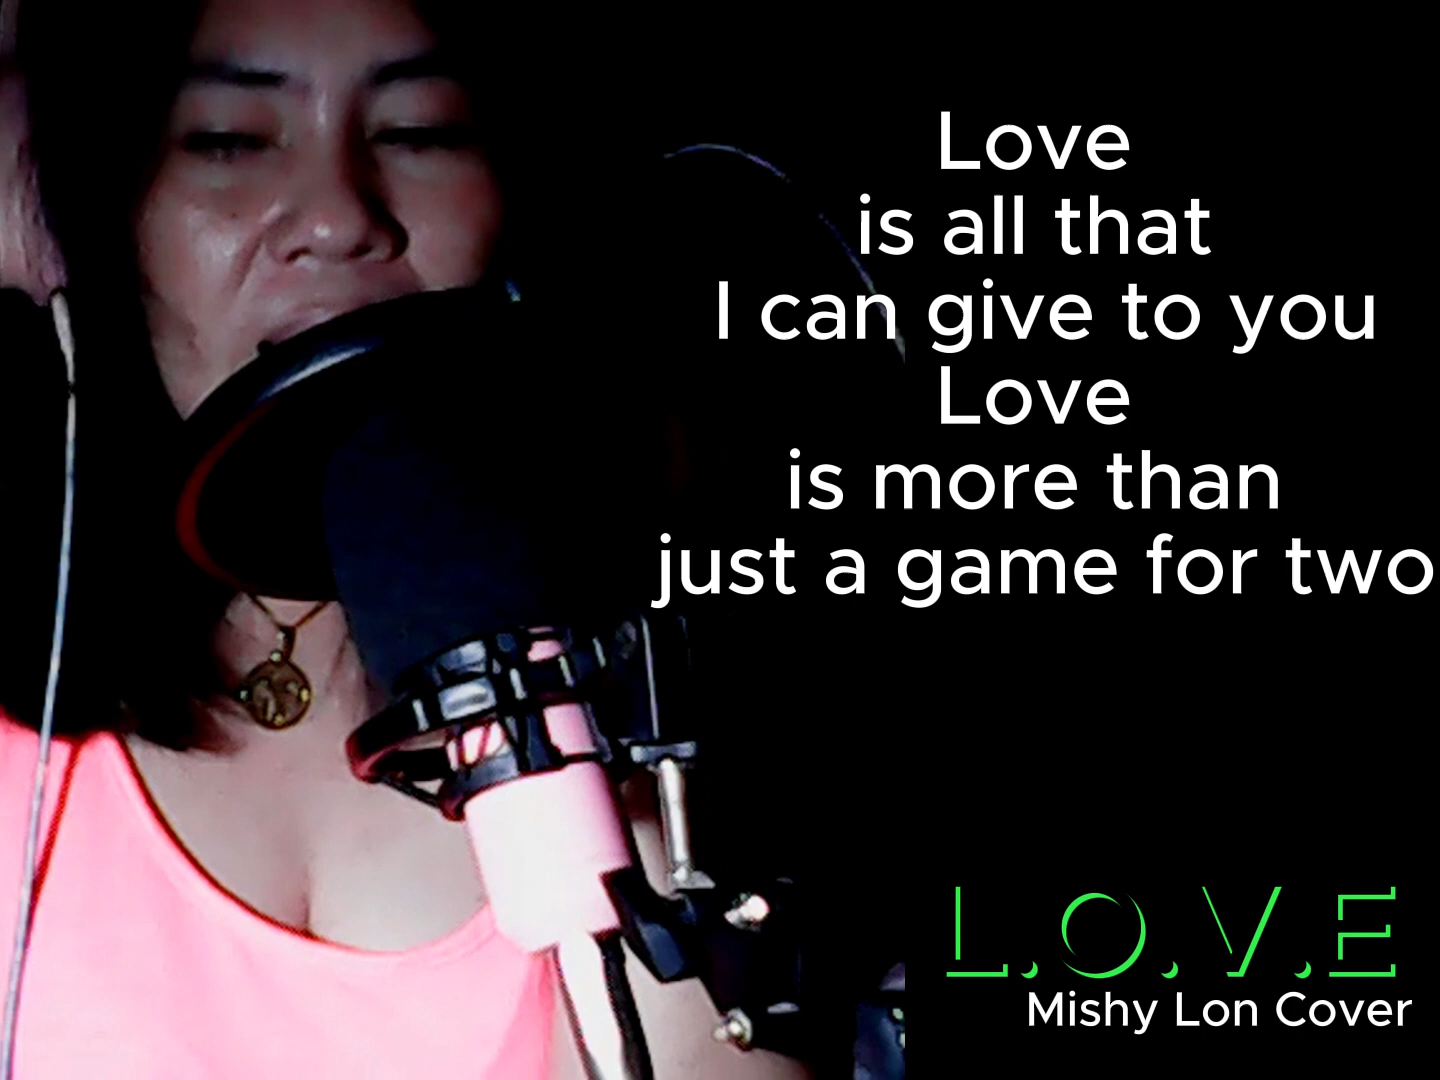 Love
is all that
I can give to you
Love
is more than
just a game for two
L.O.V.E
Mishy Lon Cover